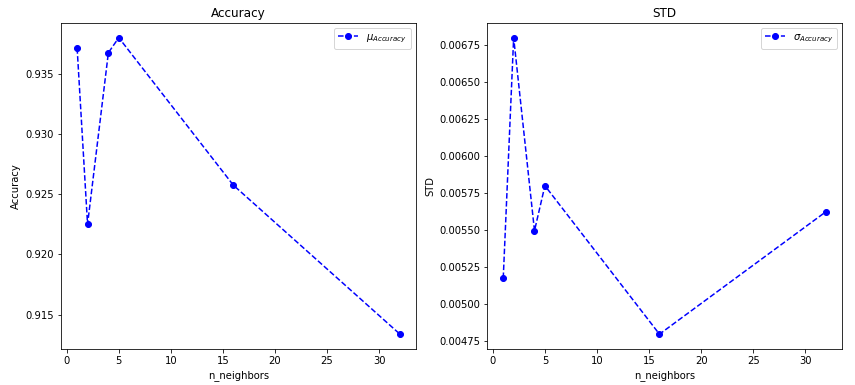 Accuracy
μAccuracy
0.935
0.930
0.925
0.920
0.915
Accuracy
0 5 10 15 20 25 30
n_neighbors
STD
σAccuracy
0.00675
0.00650
0.00625
0.00600
0.00575
0.00550
0.00525
0.00500
0.00475
STD
0 5 10 15 20 25 30
n_neighbors